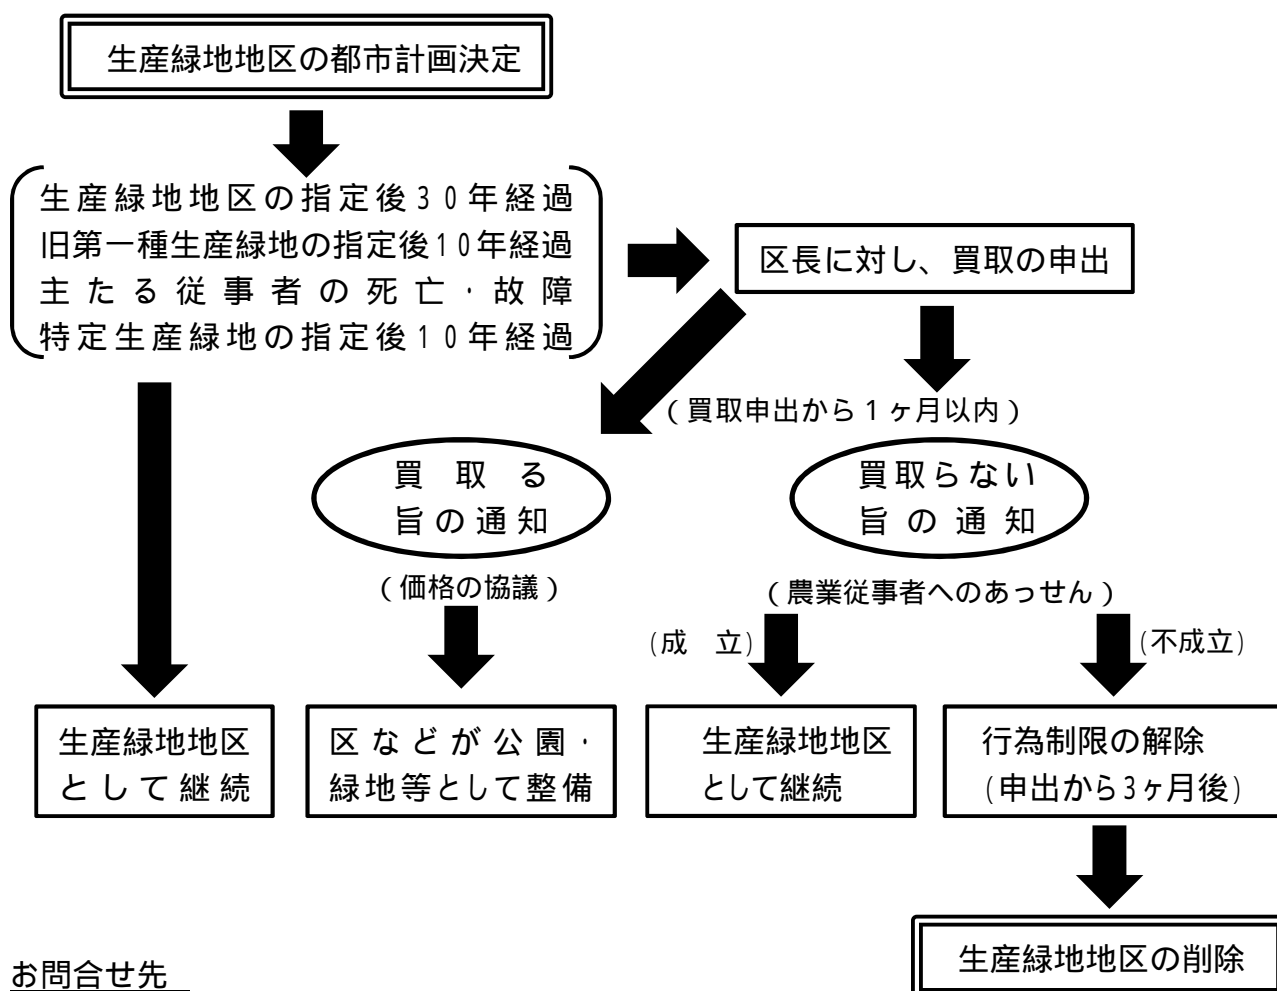 生産緑地地区の都市計画決定
生産緑地地区の指定後30年経過
旧第一種生産緑地の指定後10年経過
主たる従事者の死亡・故障
特定生産緑地の指定後10年経過
区長に対し、買取の申出
(買取申出から1ヶ月以内)
買取る
旨の通知
買取らない
旨の通知
(価格の協議)
(農業従事者へのあっせん)
(成 立)
(不成立)
生産緑地地区
として継続
区などが公園・
緑地等として整備
生産緑地地区
として継続
行為制限の解除
(申出から3ヶ月後)
生産緑地地区の削除
お問合せ先